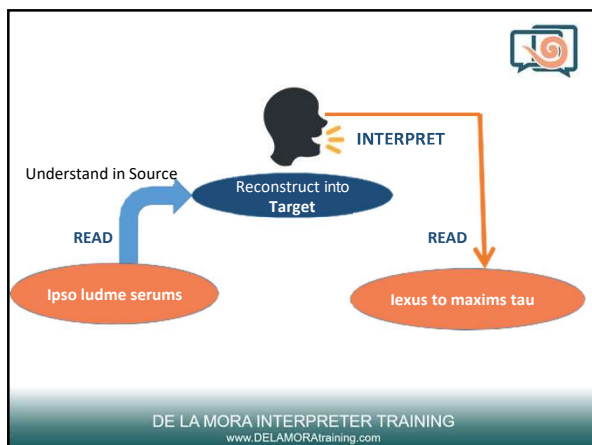 INTERPRET
Understand in Source
Reconstruct into
Target
READ
READ
Ipso ludme serums
Iexus to maxims tau
DE LA MORA INTERPRETER TRAINING
www.DELAMORAtraining.com